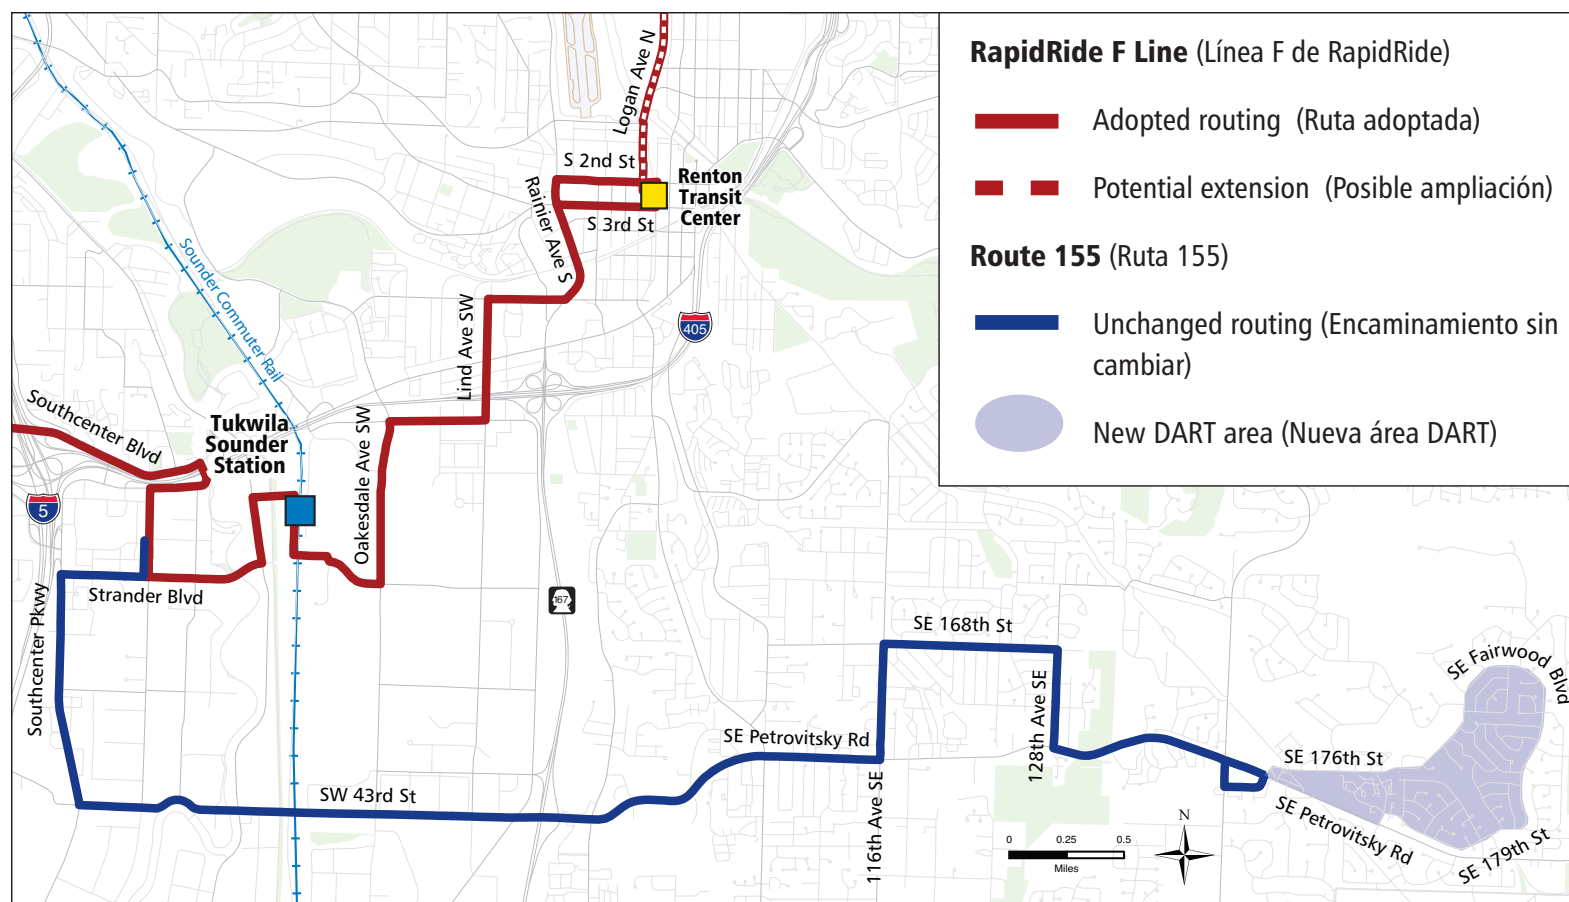 RapidRide F Line (Línea F de RapidRide)
Adopted routing (Ruta adoptada)
Potential extension (Posible ampliación)
Route 155 (Ruta 155)
Unchanged routing (Encaminamiento sin
cambiar)
New DART area (Nueva área DART)
Logan Ave N
S 2nd St
Renton
Transit
Center
S 3rd St
Rainier Ave S
Sounder Commuter Rail
405
Lind Ave SW
Southcenter Blvd
Tukwila
Sounder
Station
Oakesdale Ave SW
5
Strander Blvd
Southcenter Pkwy
167
SE 168th St
128th Ave SE
SE Petrovitsky Rd
116th Ave SE
SW 43rd St
SE Fairwood Blvd
SE 176th St
SE Petrovitsky Rd
SE 179th St
0 0.25 0.5
Miles
N